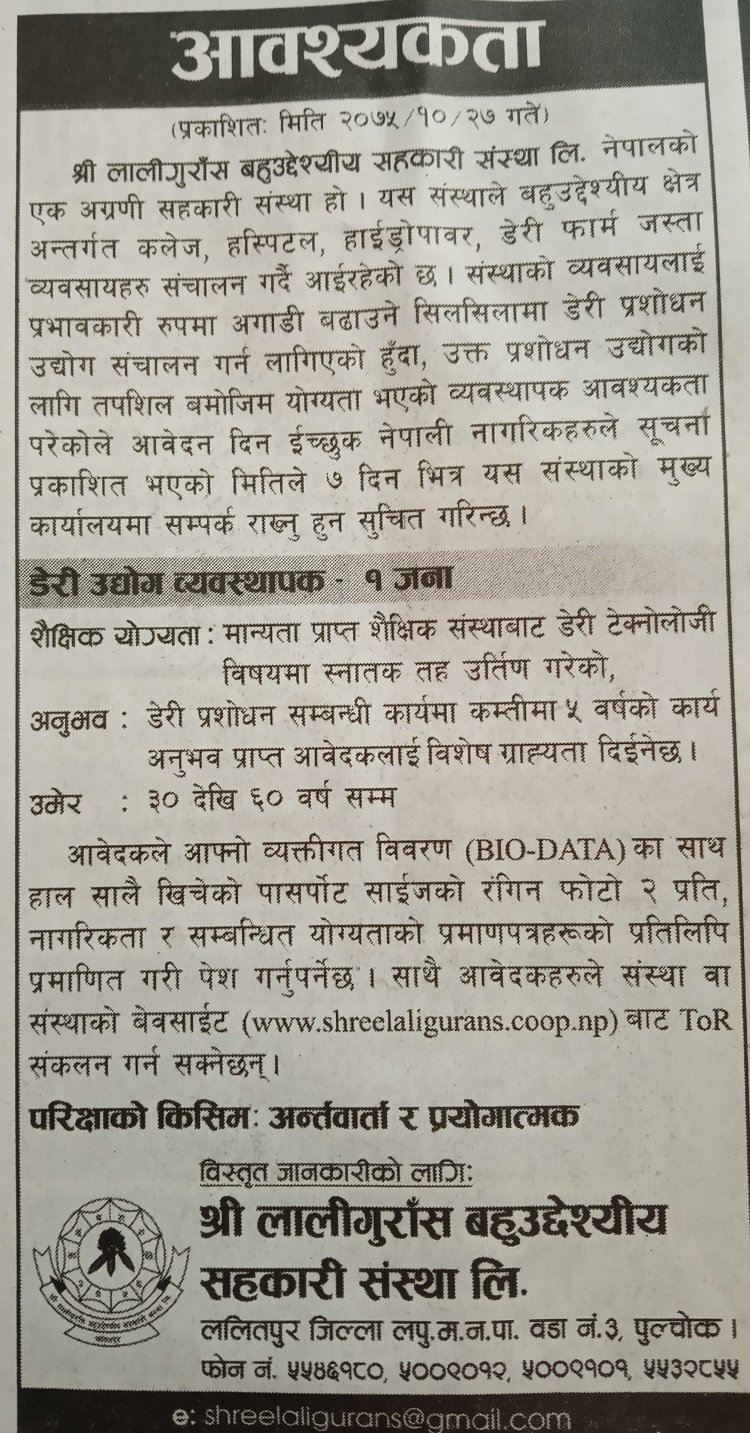 आवश्यकता
(प्रकाशितः मिति २०७५/१०/२७ गते)
श्री लालीगुराँस बहुउद्देश्यीय सहकारी संस्था लि. नेपालको
एक अग्रणी सहकारी संस्था हो । यस संस्थाले बहुउद्देश्यीय क्षेत्र
अन्तर्गत कलेज, हस्पिटल, हाईड्रोपावर, डेरी फार्म जस्ता
व्यवसायहरु संचालन गर्दै आईरहेको छ । संस्थाको व्यवसायलाई
प्रभावकारी रुपमा अगाडी बढाउने सिलसिलामा डेरी प्रशोधन
उद्योग संचालन गर्न लागिएको हुँदा, उक्त प्रशोधन उद्योगको
लागि तपशिल बमोजिम योग्यता भएको व्यवस्थापक आवश्यकता
परेकोले आवेदन दिन ईच्छुक नेपाली नागरिकहरुले सूचना
प्रकाशित भएको मितिले ७ दिन भित्र यस संस्थाको मुख्य
कार्यालयमा सम्पर्क राख्नु हुन सुचित गरिन्छ ।
डेरी उद्योग व्यवस्थापक - १ जना
शैक्षिक योग्यता : मान्यता प्राप्त शैक्षिक संस्थाबाट डेरी टेक्नोलोजी
विषयमा स्नातक तह उर्तिण गरेको,
अनुभव : डेरी प्रशोधन सम्बन्धी कार्यमा कम्तीमा ५ वर्षको कार्य
अनुभव प्राप्त आवेदकलाई विशेष ग्राह्यता दिईनेछ ।
उमेर : ३० देखि ६० वर्ष सम्म
आवेदकले आफ्नो व्यक्तीगत विवरण (BIO-DATA) का साथ
हाल सालै खिचेको पासर्पोट साईजको रंगिन फोटो २ प्रति,
नागरिकता र सम्बन्धित योग्यताको प्रमाणपत्रहरूको प्रतिलिपि
प्रमाणित गरी पेश गर्नुपर्नेछ । साथै आवेदकहरुले संस्था वा
संस्थाको बेवसाईट (www.shreelaligurans.coop.np) बाट ToR
संकलन गर्न सक्नेछन् ।
परिक्षाको किसिमः अर्न्तवार्ता र प्रयोगात्मक
विस्तृत जानकारीको लागिः
श्री लालीगुराँस बहुउद्देश्यीय
सहकारी संस्था लि.
ललितपुर जिल्ला लपु.म.न.पा. वडा नं.३, पुल्चोक ।
फोन नं. ५५४६१८०, ५००९०१२, ५००९१०१, ५५३२८५५
e: shreelaligurans@gmail.com